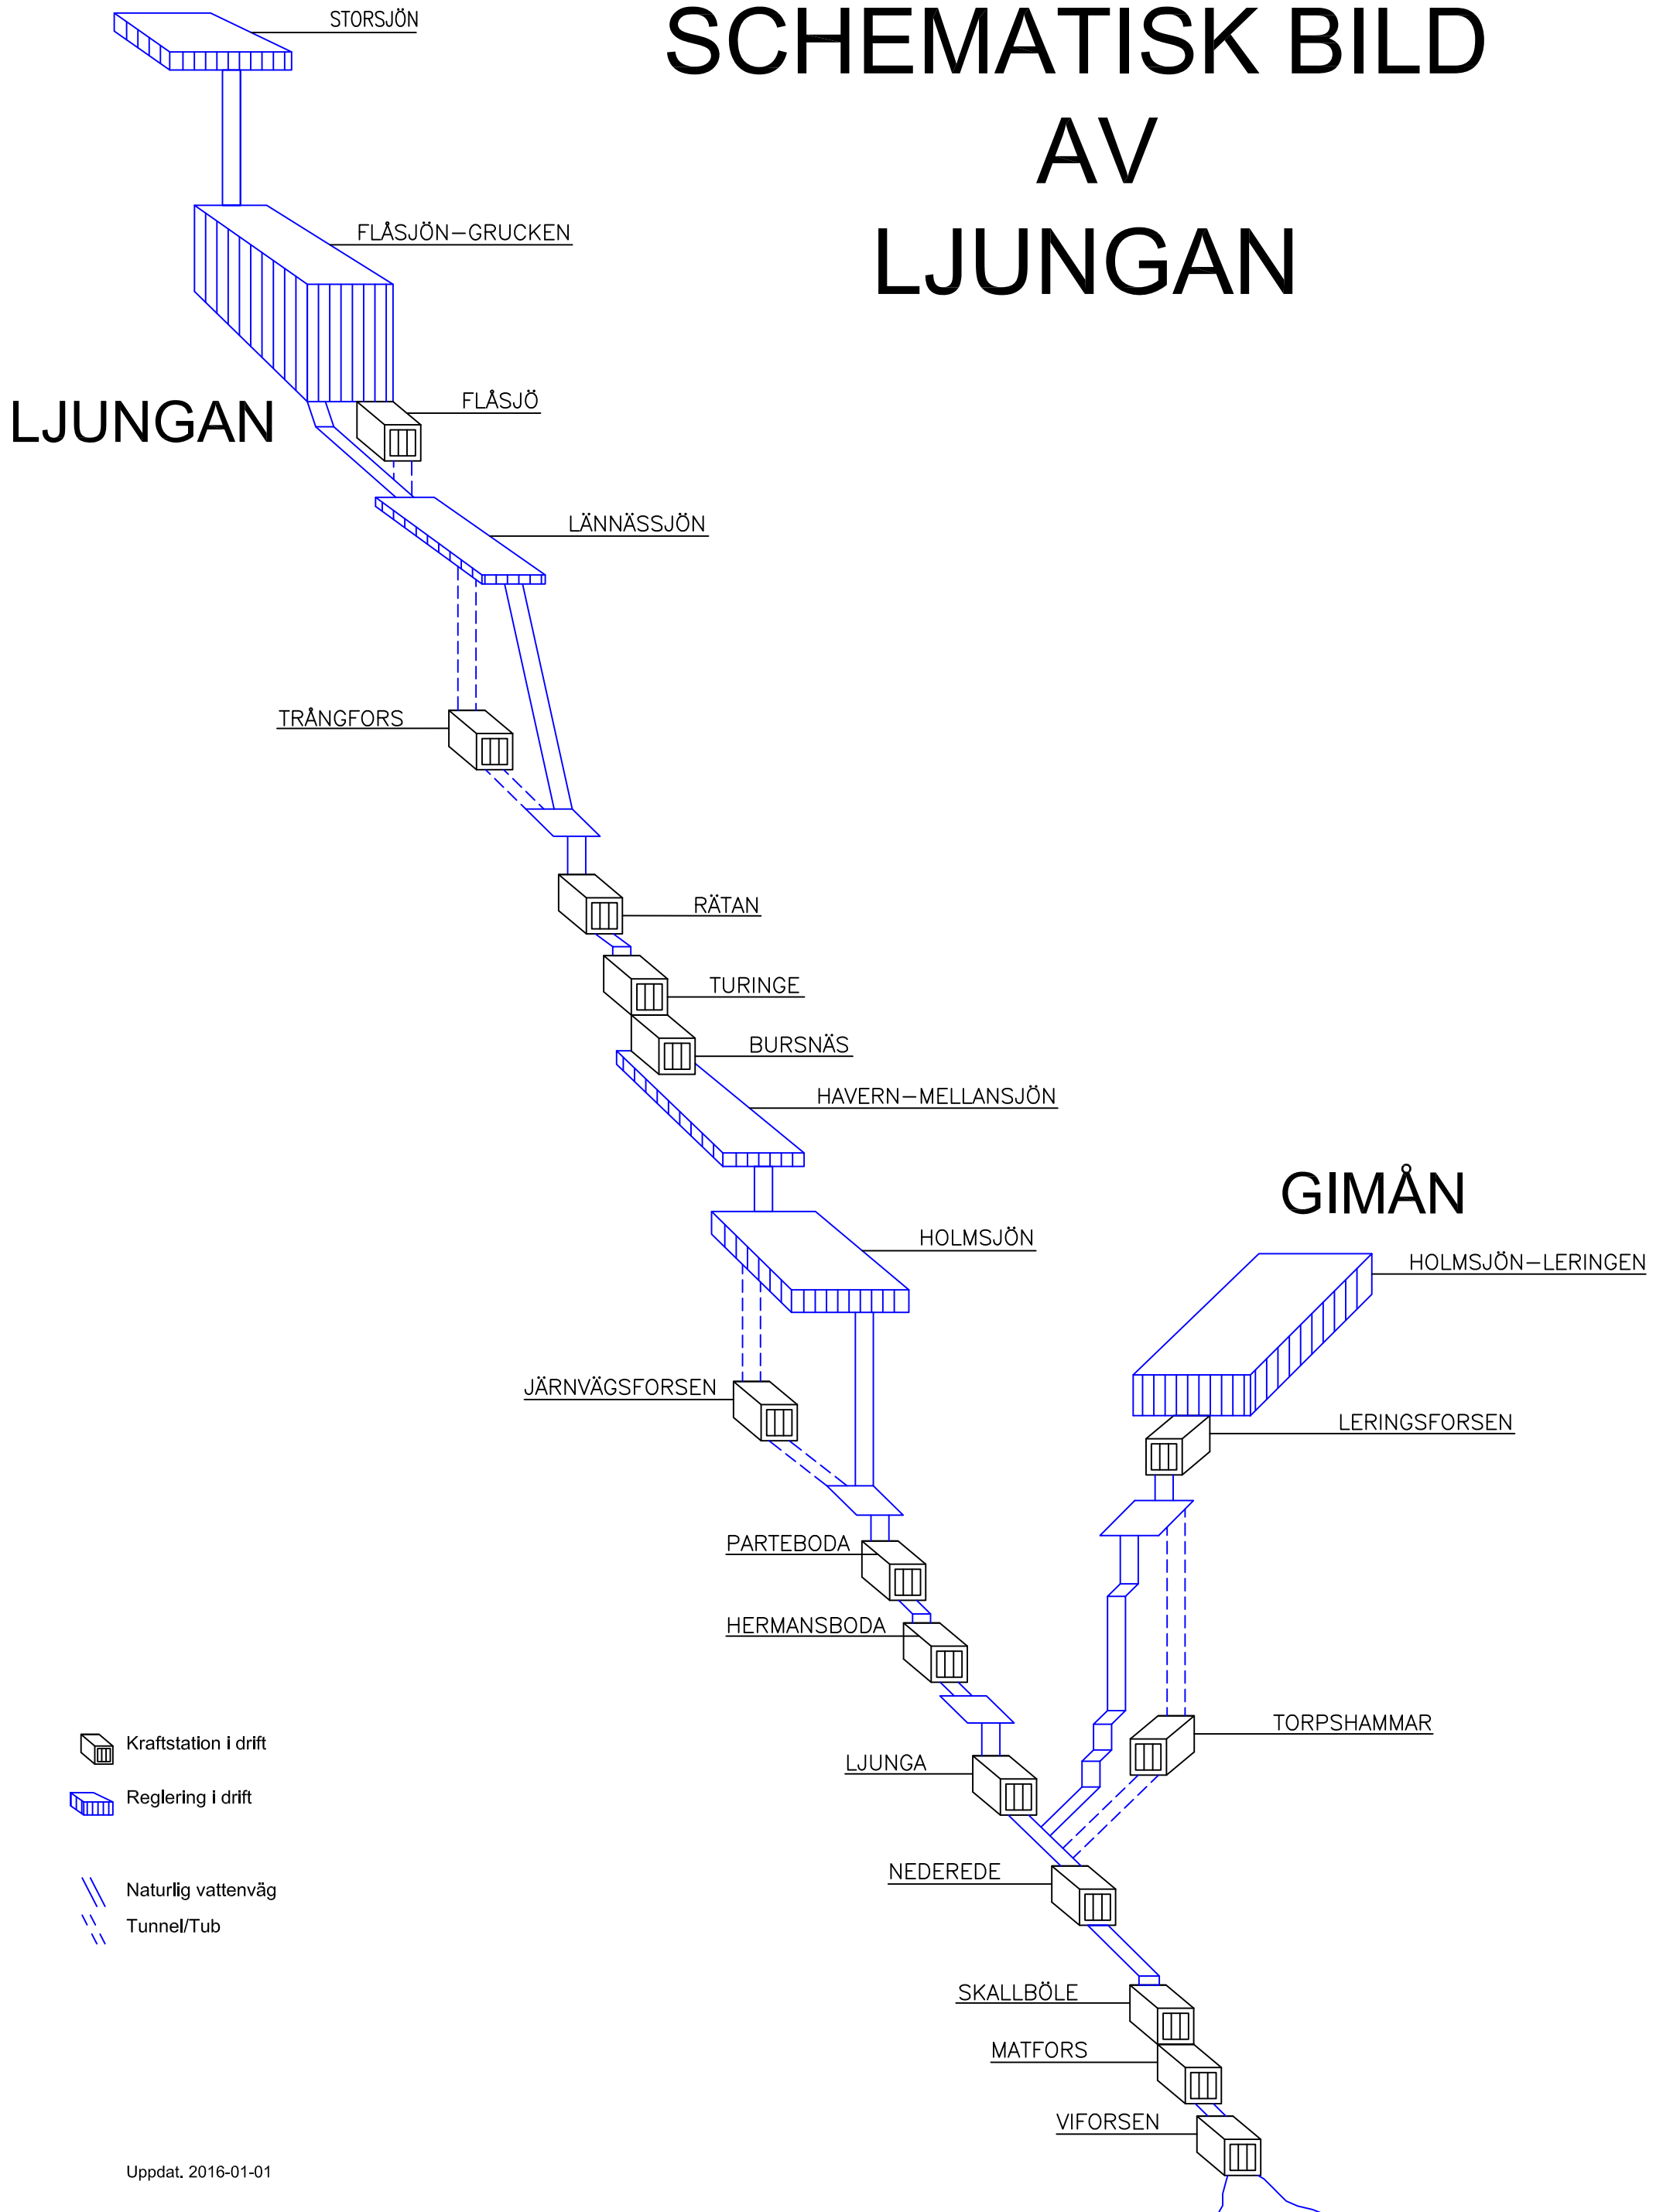 SCHEMATISK BILD
AV
LJUNGAN
STORSJÖN
FLÅSJÖN-GRUCKEN
LJUNGAN
FLÅSJÖ
LÄNNÄSSJÖN
TRÅNGFORS
RÄTAN
TURINGE
BURSNÄS
HAVERN-MELLANSJÖN
GIMÅN
HOLMSJÖN
HOLMSJÖN-LERINGEN
JÄRNVÄGSFORSEN
LERINGSFORSEN
PARTEBODA
HERMANSBODA
TORPSHAMMAR
LJUNGA
NEDEREDE
SKALLBÖLE
MATFORS
VIFORSEN
Kraftstation i drift
Reglering i drift
Naturlig vattenväg
Tunnel/Tub
Uppdat. 2016-01-01